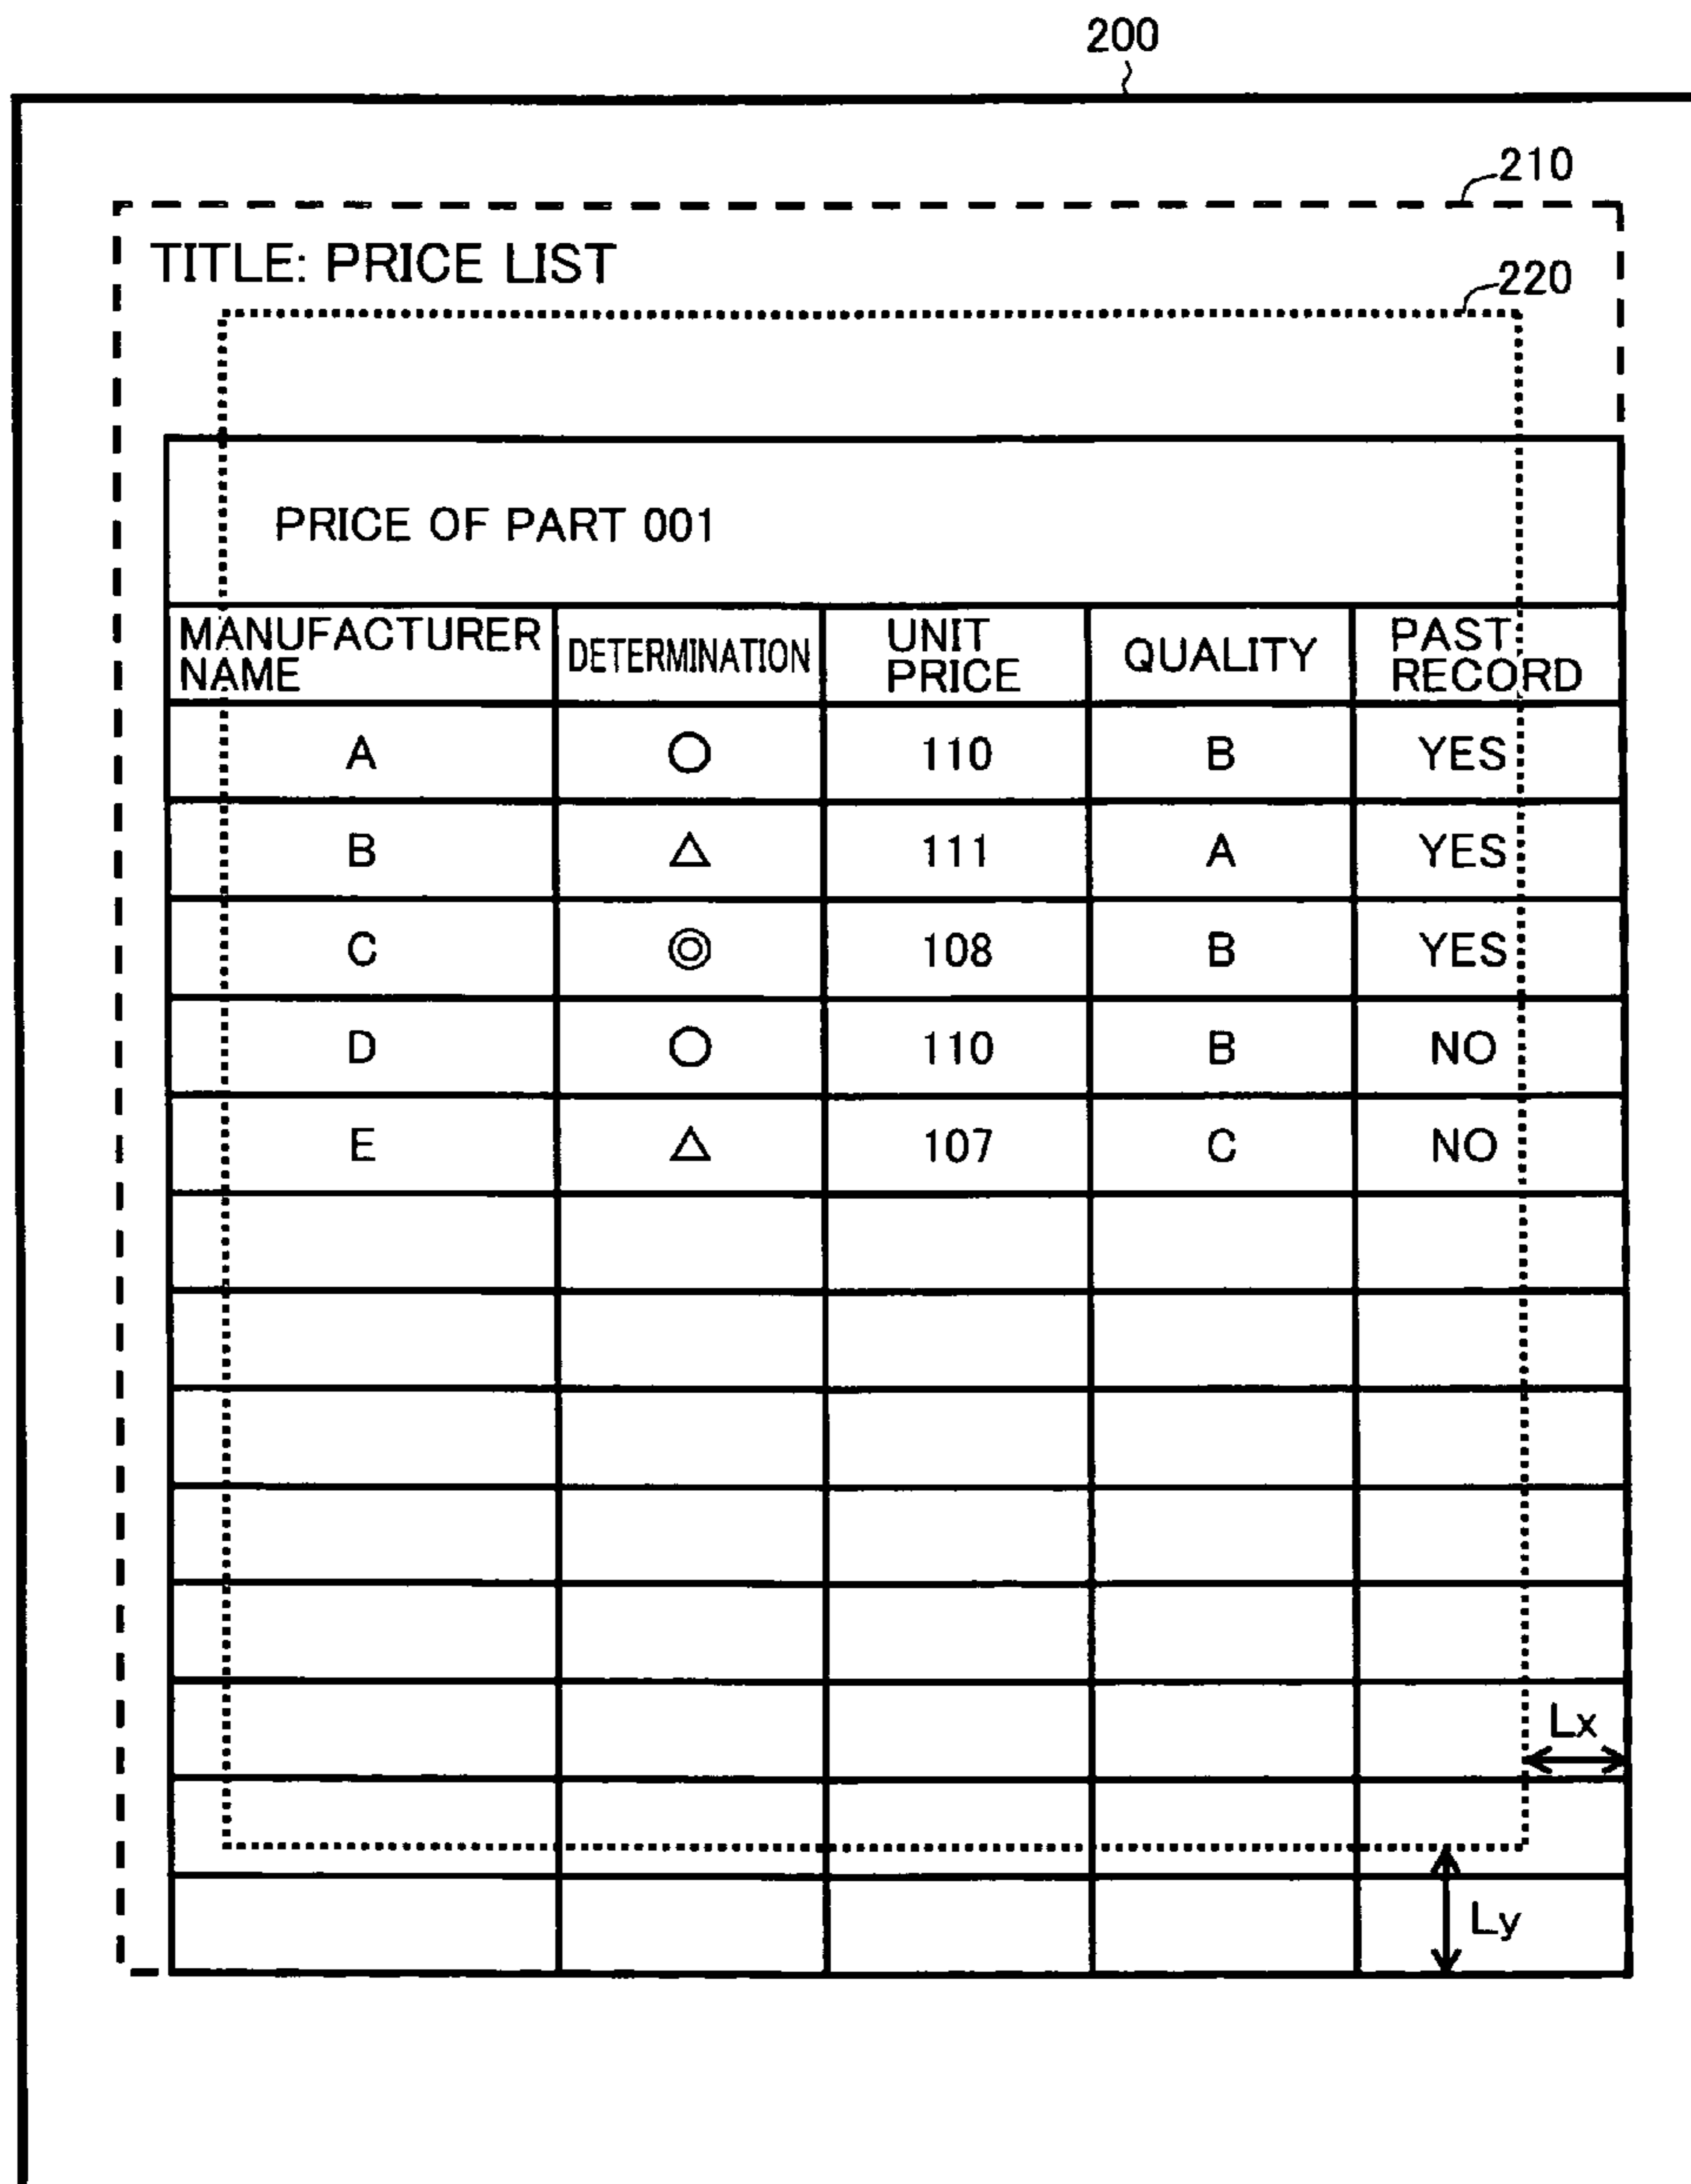 200
210
TITLE: PRICE LIST
220
PRICE OF PART 001
MANUFACTURER NAME DETERMINATION UNIT PRICE QUALITY PAST RECORD
A ○ 110 B YES
B △ 111 A YES
C ◎ 108 B YES
D ○ 110 B NO
E △ 107 C NO
Lx
Ly